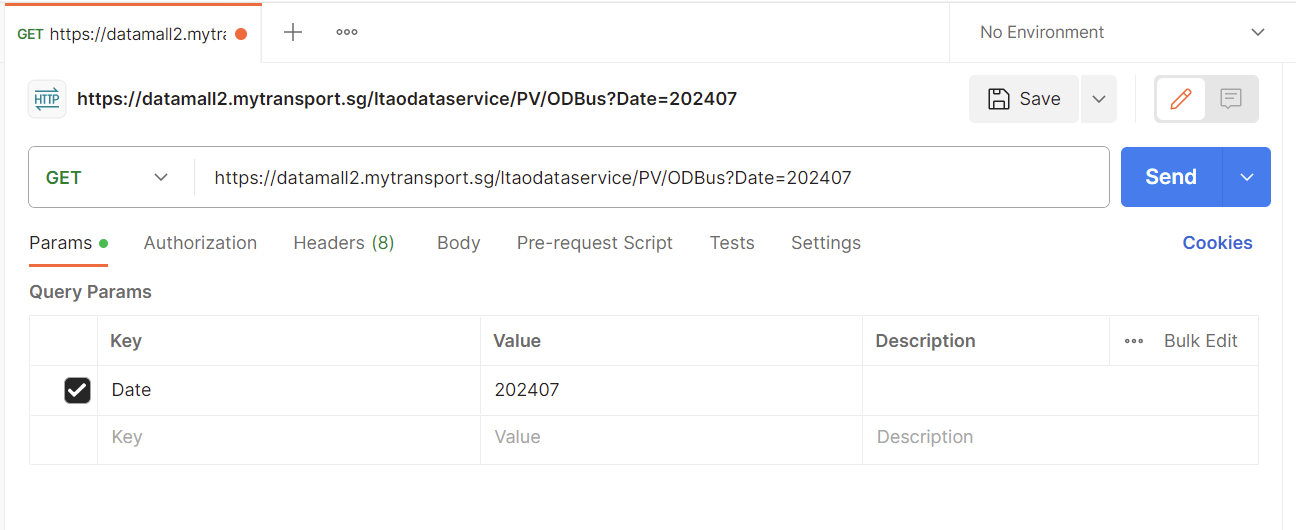 GET https://datamall2.mytra
No Environment
HTTP https://datamall2.mytransport.sg/ltaodataservice/PV/ODBus?Date=202407
Save
GET https://datamall2.mytransport.sg/ltaodataservice/PV/ODBus?Date=202407
Send
Params Authorization Headers (8) Body Pre-request Script Tests Settings Cookies
Query Params
Key Value Description Bulk Edit
Date 202407
Key Value Description